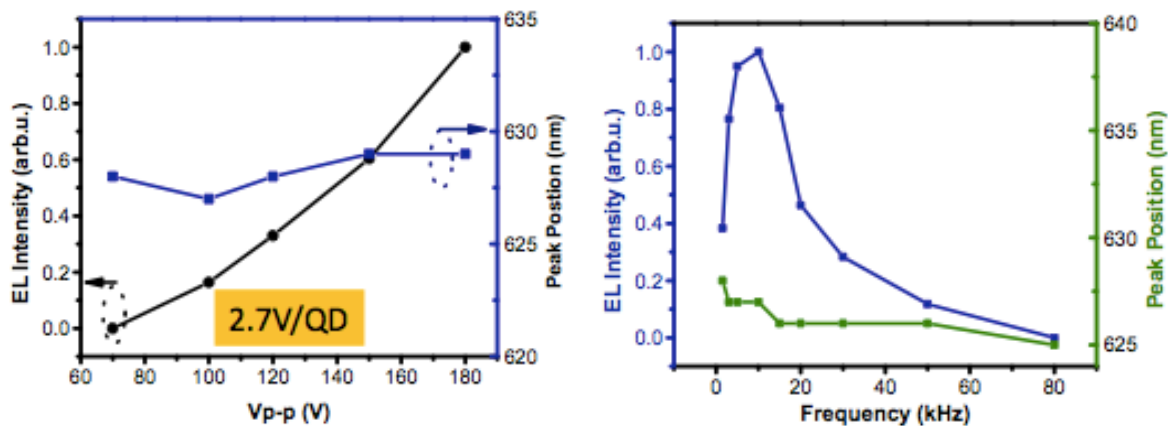 EL Intensity (arb.u.)
1.0
0.8
0.6
0.4
0.2
0.0
60 80 100 120 140 160 180
Vp-p (V)
2.7V/QD
635
630
625
620
Peak Postion (nm)
EL Intensity (arb.u.)
1.0
0.8
0.6
0.4
0.2
0.0
0 20 40 60 80
Frequency (kHz)
640
635
630
625
Peak Position (nm)